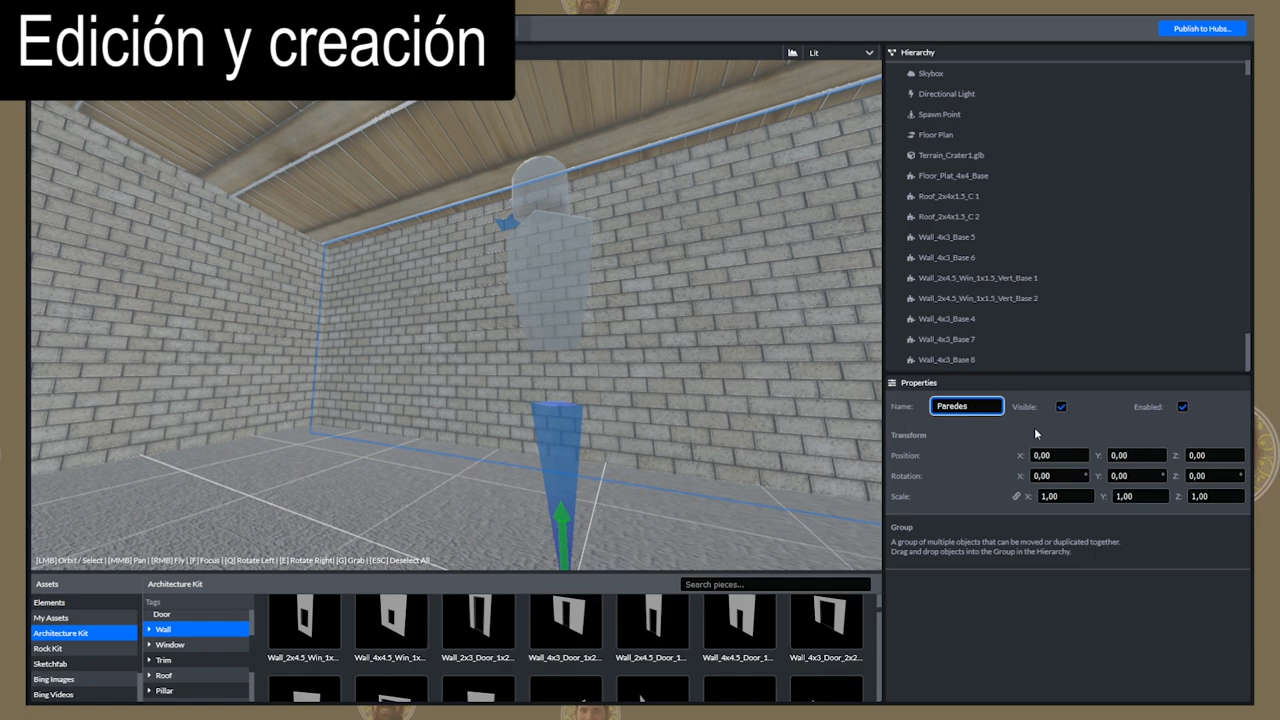 Edición y creación
Publish to Hubs...
Lit
[LMB] Orbit / Select | [MMB] Pan | [RMB] Fly | [F] Focus | [Q] Rotate Left | [E] Rotate Right | [G] Grab | [ESC] Deselect All
Hierarchy
Skybox
Directional Light
Spawn Point
Floor Plan
Terrain_Crater1.glb
Floor_Plat_4x4_Base
Roof_2x4x1.5_C 1
Roof_2x4x1.5_C 2
Wall_4x3_Base 5
Wall_4x3_Base 6
Wall_2x4.5_Win_1x1.5_Vert_Base 1
Wall_2x4.5_Win_1x1.5_Vert_Base 2
Wall_4x3_Base 4
Wall_4x3_Base 7
Wall_4x3_Base 8
Properties
Name: Paredes Visible: Enabled:
Transform
Position: X: 0,00 Y: 0,00 Z: 0,00
Rotation: X: 0,00 ° Y: 0,00 ° Z: 0,00 °
Scale: X: 1,00 Y: 1,00 Z: 1,00
Group
A group of multiple objects that can be moved or duplicated together.
Drag and drop objects into the Group in the Hierarchy.
Assets
Elements
My Assets
Architecture Kit
Rock Kit
Sketchfab
Bing Images
Bing Videos
Architecture Kit
Search pieces...
Tags
Door
Wall
Window
Trim
Roof
Pillar
Wall_2x4.5_Win_1x... Wall_4x4.5_Win_1x... Wall_2x3_Door_1x2... Wall_4x3_Door_1x2... Wall_2x4.5_Door_1... Wall_4x4.5_Door_1... Wall_4x3_Door_2x2...